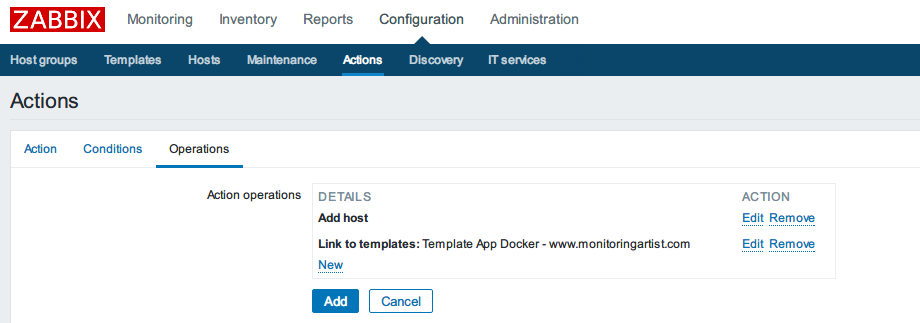 ZABBIX Monitoring Inventory Reports Configuration Administration
Host groups Templates Hosts Maintenance Actions Discovery IT services
Actions
Action Conditions Operations
Action operations DETAILS ACTION
Add host Edit Remove
Link to templates: Template App Docker - www.monitoringartist.com Edit Remove
New
Add Cancel